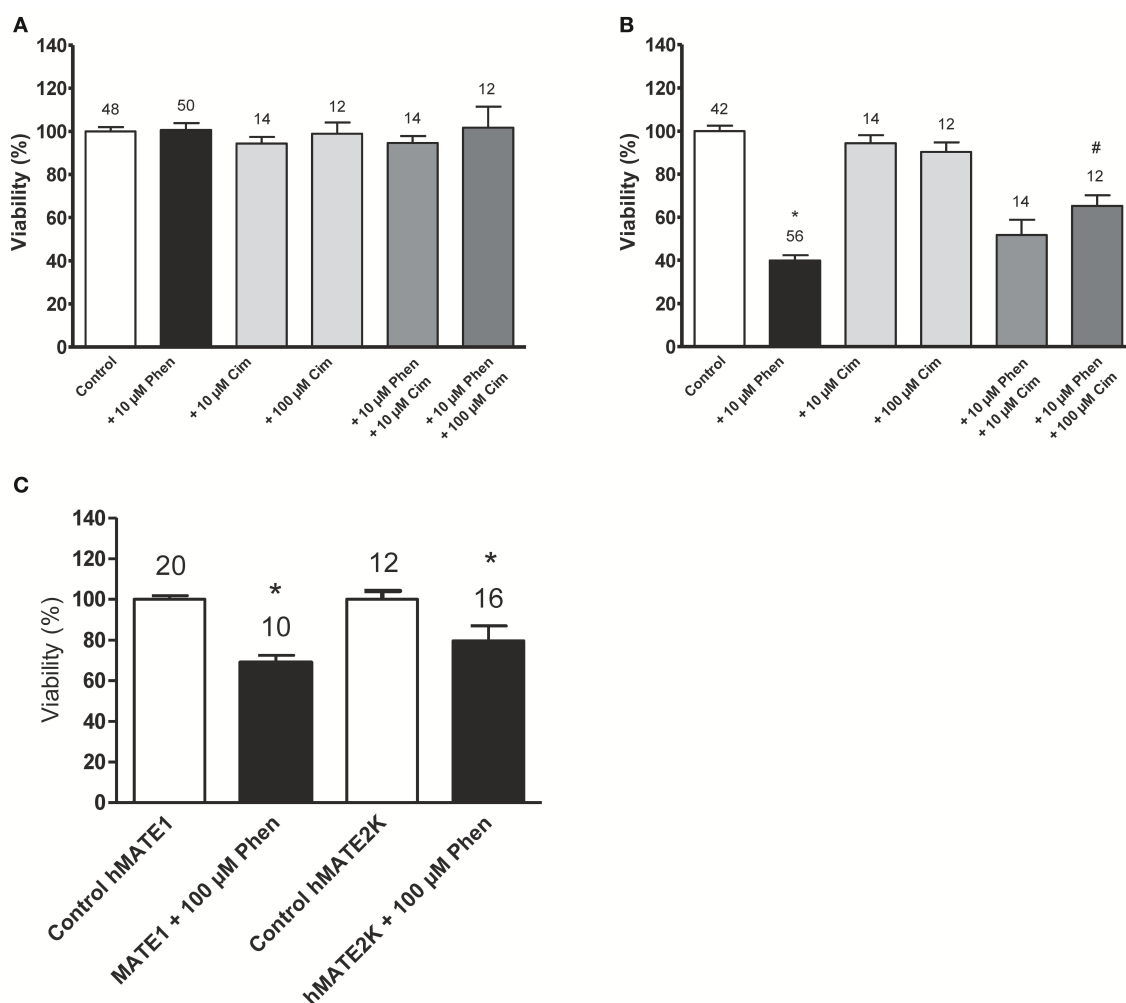 A
Viability (%)
140
120
100
80
60
40
20
0
48
50
14
12
14
12
Control
+ 10 µM Phen
+ 10 µM Cim
+ 100 µM Cim
+ 10 µM Phen
+ 10 µM Cim
+ 10 µM Phen
+ 100 µM Cim
B
Viability (%)
140
120
100
80
60
40
20
0
42
*
56
14
12
14
#
12
Control
+ 10 µM Phen
+ 10 µM Cim
+ 100 µM Cim
+ 10 µM Phen
+ 10 µM Cim
+ 10 µM Phen
+ 100 µM Cim
C
Viability (%)
140
120
100
80
60
40
20
0
20
*
10
12
*
16
Control hMATE1
MATE1 + 100 µM Phen
Control hMATE2K
hMATE2K + 100 µM Phen